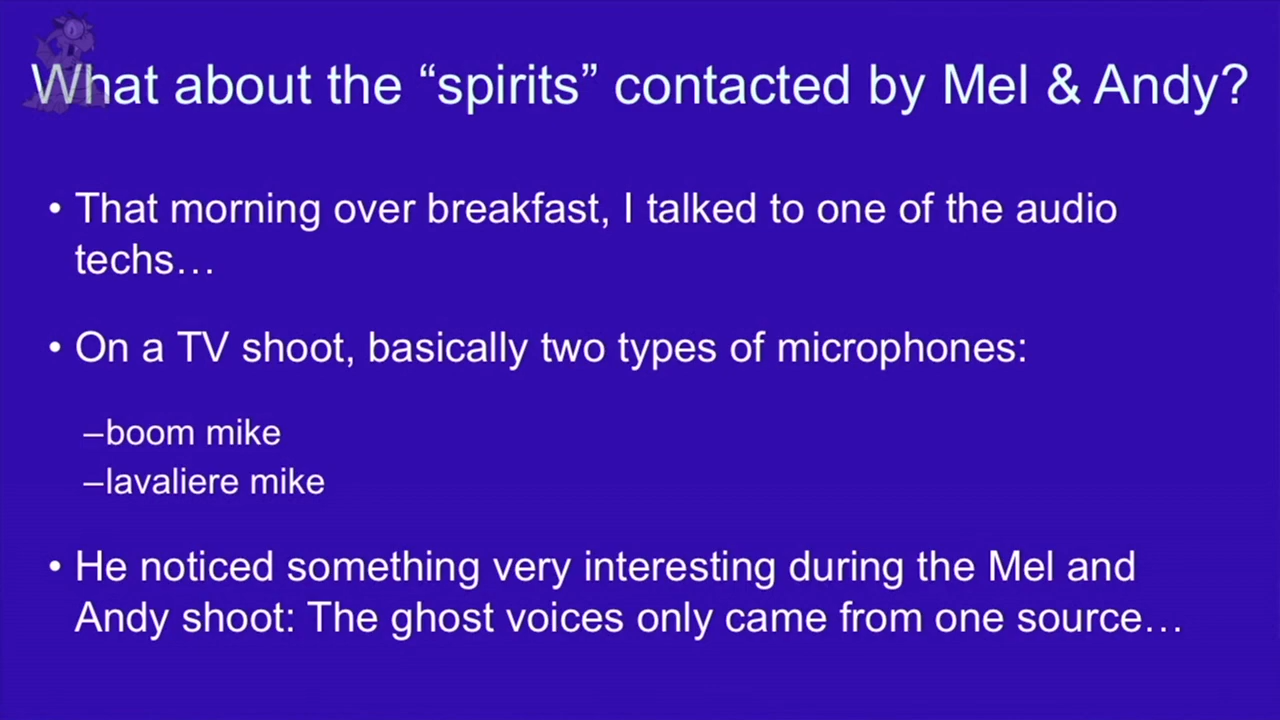 What about the “spirits” contacted by Mel & Andy?
• That morning over breakfast, I talked to one of the audio
techs…
• On a TV shoot, basically two types of microphones:
–boom mike
–lavaliere mike
• He noticed something very interesting during the Mel and
Andy shoot: The ghost voices only came from one source…